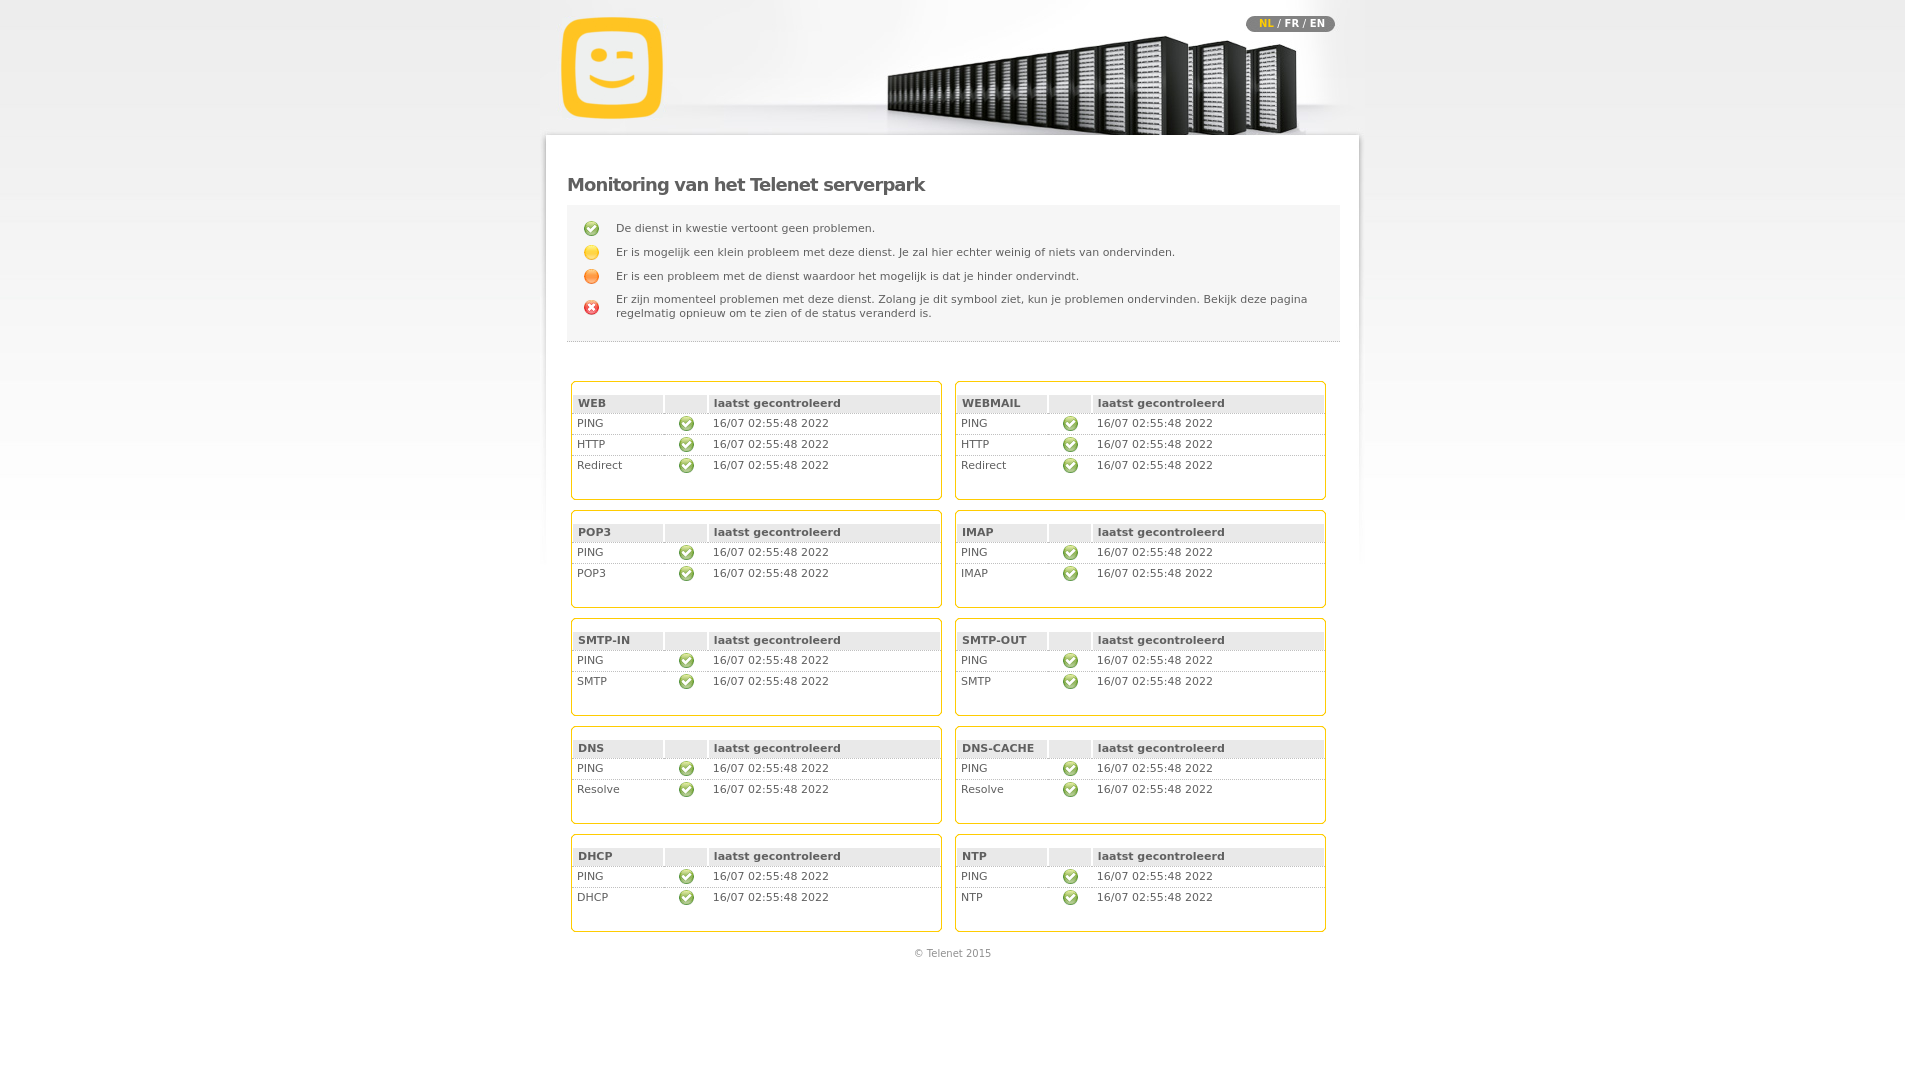 NL / FR / EN
Monitoring van het Telenet serverpark
De dienst in kwestie vertoont geen problemen.
Er is mogelijk een klein probleem met deze dienst. Je zal hier echter weinig of niets van ondervinden.
Er is een probleem met de dienst waardoor het mogelijk is dat je hinder ondervindt.
Er zijn momenteel problemen met deze dienst. Zolang je dit symbool ziet, kun je problemen ondervinden. Bekijk deze pagina
regelmatig opnieuw om te zien of de status veranderd is.
WEB laatst gecontroleerd
PING 16/07 02:55:48 2022
HTTP 16/07 02:55:48 2022
Redirect 16/07 02:55:48 2022
WEBMAIL laatst gecontroleerd
PING 16/07 02:55:48 2022
HTTP 16/07 02:55:48 2022
Redirect 16/07 02:55:48 2022
POP3 laatst gecontroleerd
PING 16/07 02:55:48 2022
POP3 16/07 02:55:48 2022
IMAP laatst gecontroleerd
PING 16/07 02:55:48 2022
IMAP 16/07 02:55:48 2022
SMTP-IN laatst gecontroleerd
PING 16/07 02:55:48 2022
SMTP 16/07 02:55:48 2022
SMTP-OUT laatst gecontroleerd
PING 16/07 02:55:48 2022
SMTP 16/07 02:55:48 2022
DNS laatst gecontroleerd
PING 16/07 02:55:48 2022
Resolve 16/07 02:55:48 2022
DNS-CACHE laatst gecontroleerd
PING 16/07 02:55:48 2022
Resolve 16/07 02:55:48 2022
DHCP laatst gecontroleerd
PING 16/07 02:55:48 2022
DHCP 16/07 02:55:48 2022
NTP laatst gecontroleerd
PING 16/07 02:55:48 2022
NTP 16/07 02:55:48 2022
© Telenet 2015